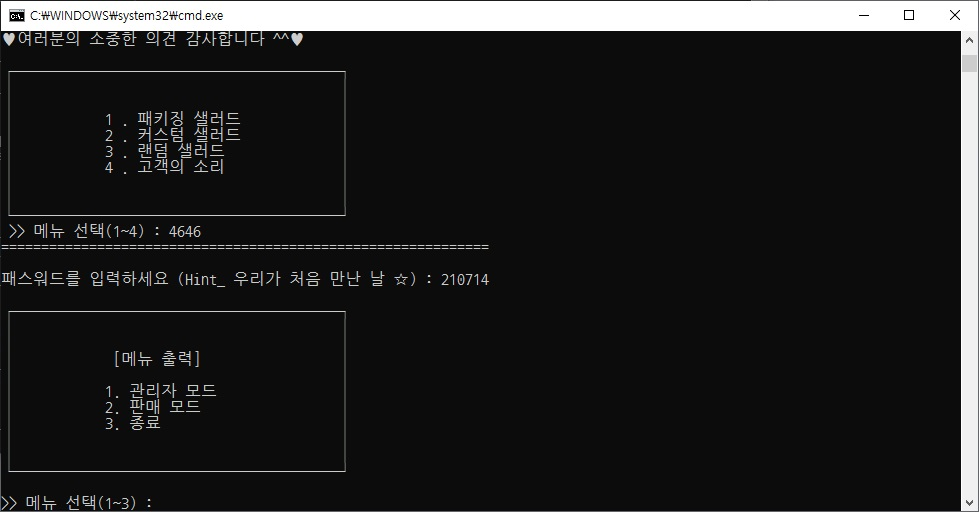 C:₩WINDOWS₩system32₩cmd.exe
♥여러분의 소중한 의견 감사합니다 ^^♥
1 . 패키징 샐러드
2 . 커스텀 샐러드
3 . 랜덤 샐러드
4 . 고객의 소리
>> 메뉴 선택(1~4) : 4646
=============================================================
패스워드를 입력하세요 (Hint_ 우리가 처음 만난 날 ☆) : 210714
[메뉴 출력]
1. 관리자 모드
2. 판매 모드
3. 종료
>> 메뉴 선택(1~3) :